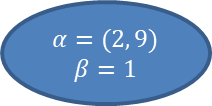 α = (2, 9)
β = 1